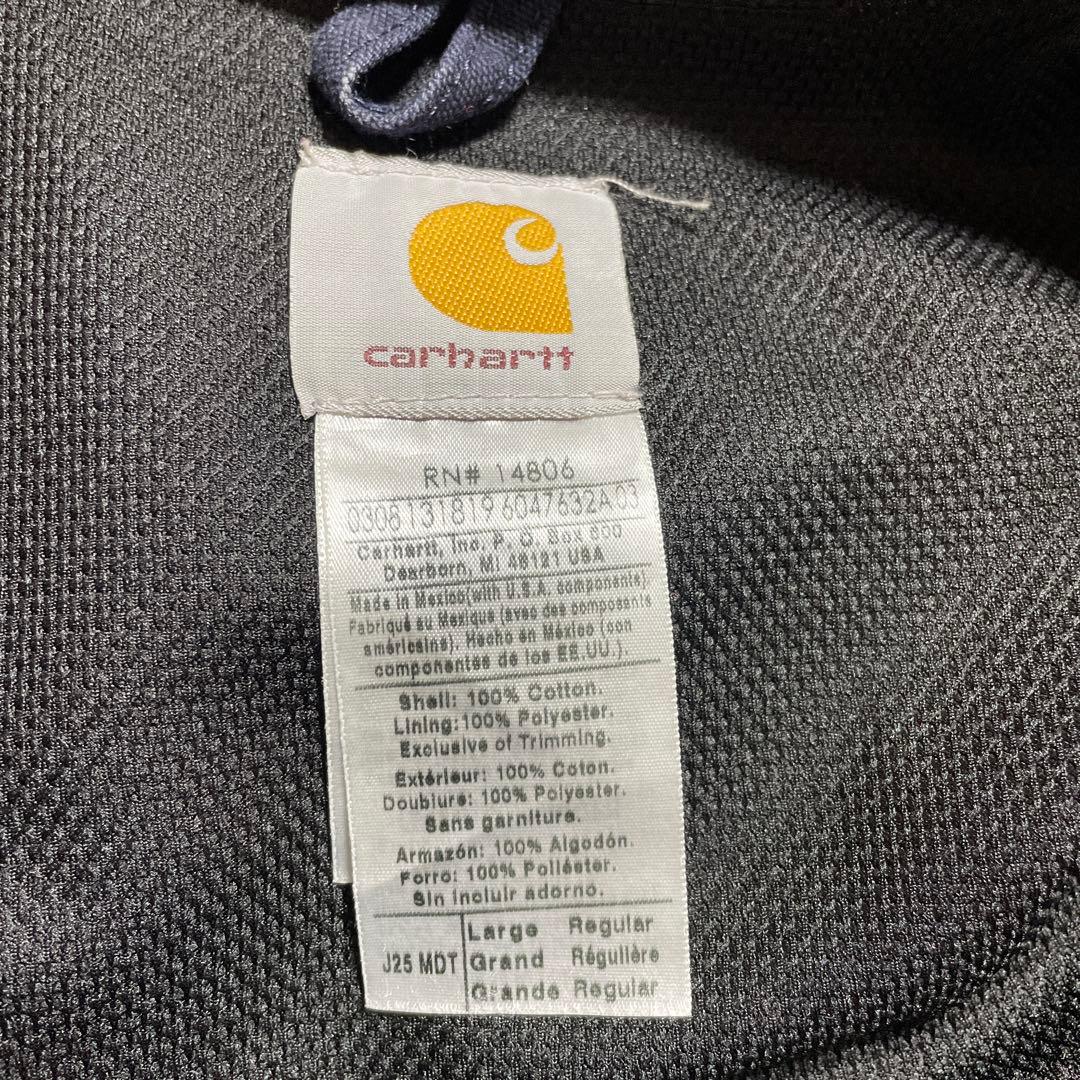 carhartt
RN# 14806
0308131819 6047632A 03
Carhartt, Inc. P. O. Box 600
Dearborn, MI 48121 USA
Made in Mexico(with U.S.A. components)
Fabriqué au Mexique (avec des composants
américains). Hecho en México (con
componentes de los EE.UU.).
Shell: 100% Cotton.
Lining:100% Polyester.
Exclusive of Trimming.
Extérieur: 100% Coton.
Doublure: 100% Polyester.
Sans garniture.
Armazón: 100% Algodón.
Forro: 100% Poliéster.
Sin incluir adorno.
J25 MDT
Large Regular
Grand Régulière
Grande Regular